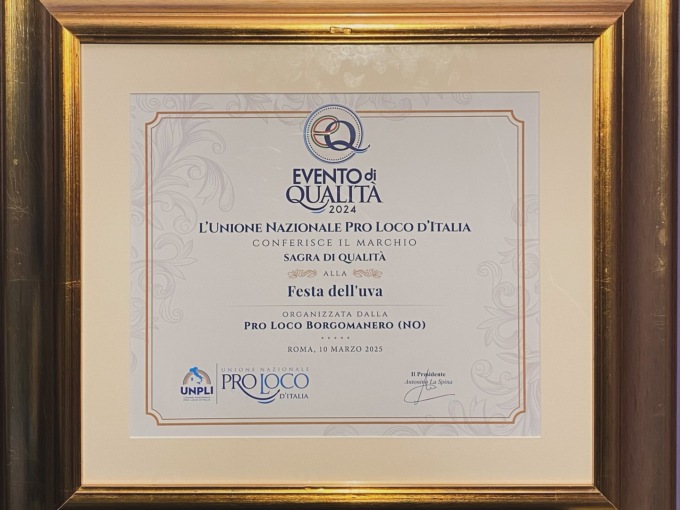 EQ
EVENTO di
QUALITÀ
2024
L'UNIONE NAZIONALE PRO LOCO D'ITALIA
CONFERISCE IL MARCHIO
SAGRA DI QUALITÀ
ALLA
Festa dell'uva
ORGANIZZATA DALLA
PRO LOCO BORGOMANERO (NO)
ROMA, 10 MARZO 2025
UNPLI
UNIONE NAZIONALE
PRO LOCO
D'ITALIA
Il Presidente
Antonino La Spina